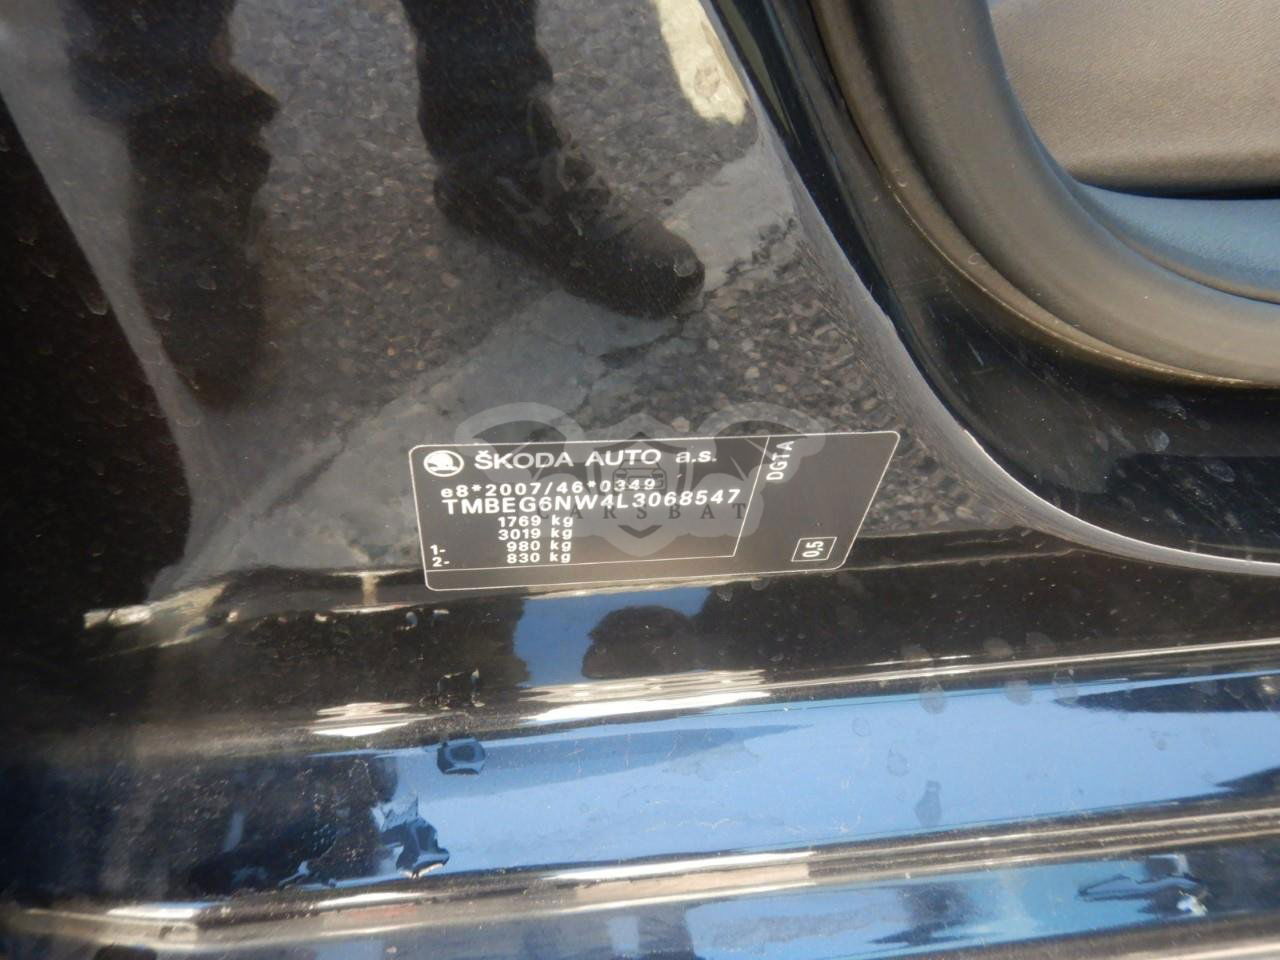 ŠKODA AUTO a.s.
DGTA
e8*2007/46*0349
TMBEG6NW4L3068547
1769 kg
3019 kg
1- 980 kg
2- 830 kg
0,5
CARSBAT